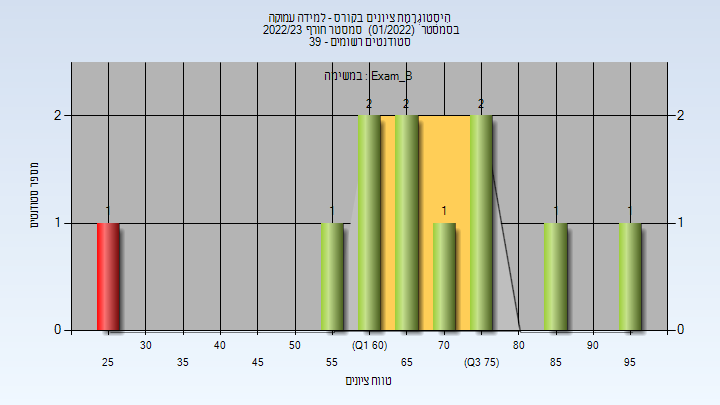 היסטוגרמת ציונים בקורס - למידה עמוקה
בסמסטר (01/2022) סמסטר חורף 2022/23
סטודנטים רשומים - 39
במשימה : Exam_B
מספר סטודנטים
2
1
0
2
1
0
1
1
2
2
1
2
1
1
30 40 50 (Q1 60) 70 80 90
25 35 45 55 65 (Q3 75) 85 95
טווח ציונים